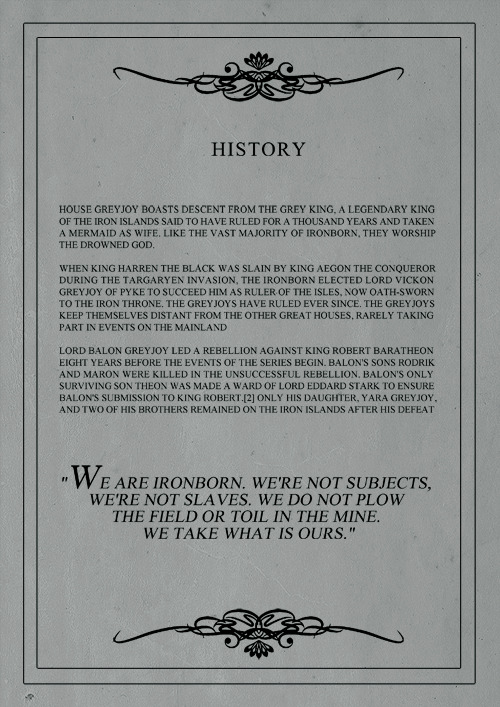 HISTORY
HOUSE GREYJOY BOASTS DESCENT FROM THE GREY KING, A LEGENDARY KING
OF THE IRON ISLANDS SAID TO HAVE RULED FOR A THOUSAND YEARS AND TAKEN
A MERMAID AS WIFE. LIKE THE VAST MAJORITY OF IRONBORN, THEY WORSHIP
THE DROWNED GOD.
WHEN KING HARREN THE BLACK WAS SLAIN BY KING AEGON THE CONQUEROR
DURING THE TARGARYEN INVASION, THE IRONBORN ELECTED LORD VICKON
GREYJOY OF PYKE TO SUCCEED HIM AS RULER OF THE ISLES, NOW OATH-SWORN
TO THE IRON THRONE. THE GREYJOYS HAVE RULED EVER SINCE. THE GREYJOYS
KEEP THEMSELVES DISTANT FROM THE OTHER GREAT HOUSES, RARELY TAKING
PART IN EVENTS ON THE MAINLAND
LORD BALON GREYJOY LED A REBELLION AGAINST KING ROBERT BARATHEON
EIGHT YEARS BEFORE THE EVENTS OF THE SERIES BEGIN. BALON'S SONS RODRIK
AND MARON WERE KILLED IN THE UNSUCCESSFUL REBELLION. BALON'S ONLY
SURVIVING SON THEON WAS MADE A WARD OF LORD EDDARD STARK TO ENSURE
BALON'S SUBMISSION TO KING ROBERT.[2] ONLY HIS DAUGHTER, YARA GREYJOY,
AND TWO OF HIS BROTHERS REMAINED ON THE IRON ISLANDS AFTER HIS DEFEAT
"WE ARE IRONBORN. WE'RE NOT SUBJECTS,
WE'RE NOT SLAVES. WE DO NOT PLOW
THE FIELD OR TOIL IN THE MINE.
WE TAKE WHAT IS OURS."